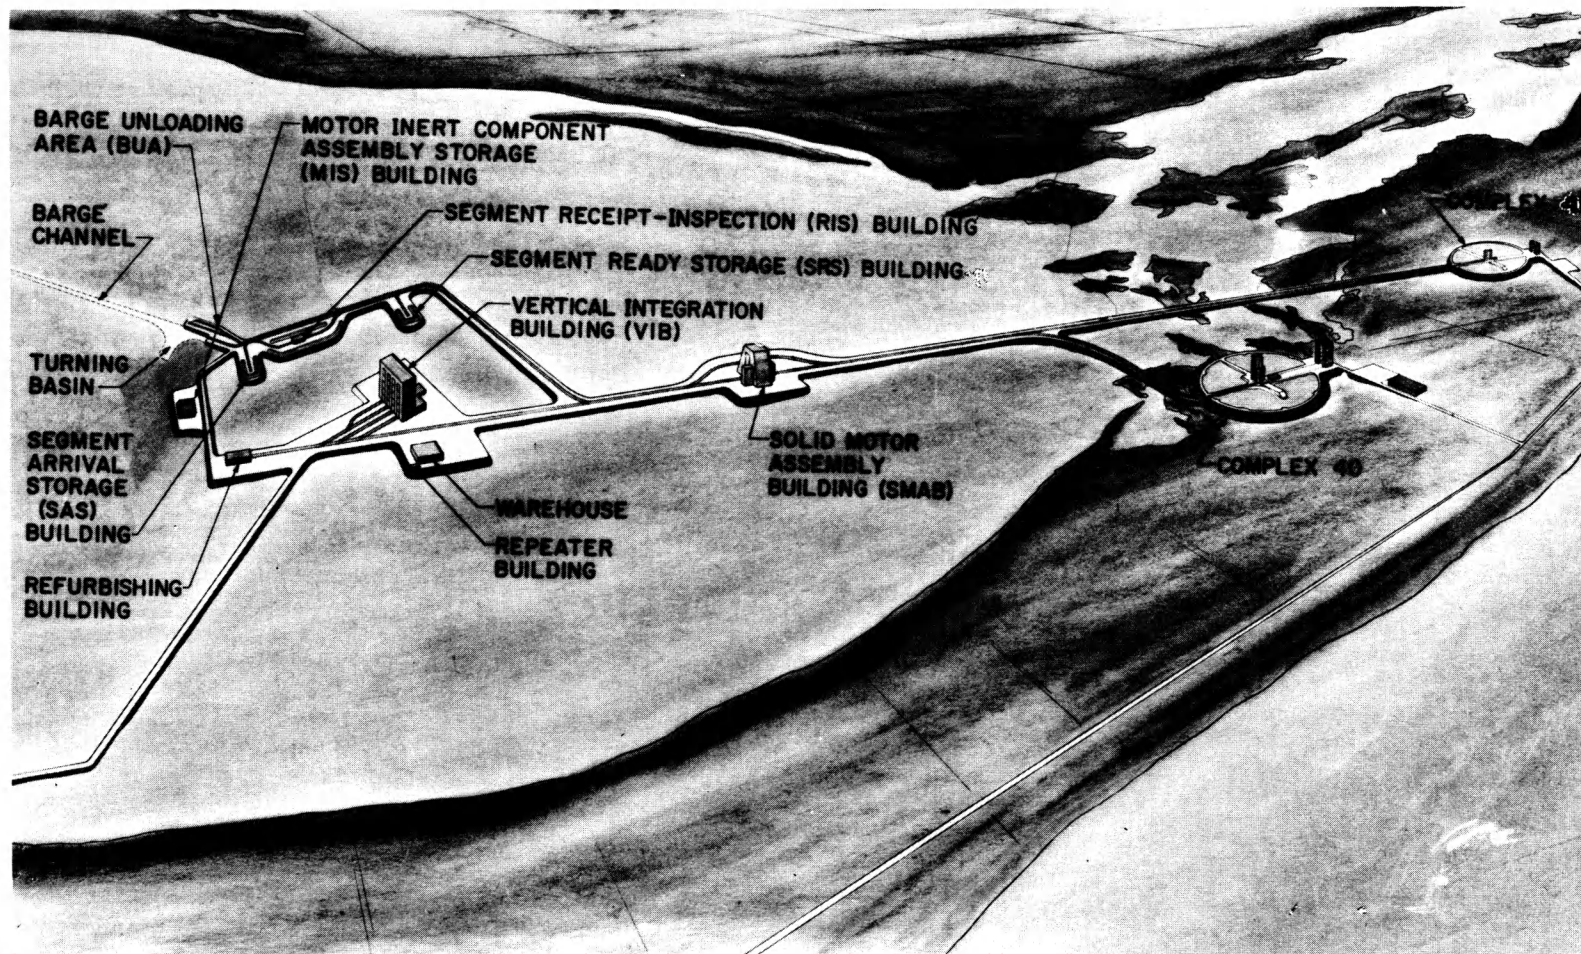 BARGE UNLOADING
AREA (BUA)
MOTOR INERT COMPONENT
ASSEMBLY STORAGE
(MIS) BUILDING
BARGE
CHANNEL
SEGMENT RECEIPT-INSPECTION (RIS) BUILDING
SEGMENT READY STORAGE (SRS) BUILDING
VERTICAL INTEGRATION
BUILDING (VIB)
TURNING
BASIN
SEGMENT
ARRIVAL
STORAGE
(SAS)
BUILDING
REFURBISHING
BUILDING
WAREHOUSE
REPEATER
BUILDING
SOLID MOTOR
ASSEMBLY
BUILDING (SMAB)
COMPLEX 40
COMPLEX